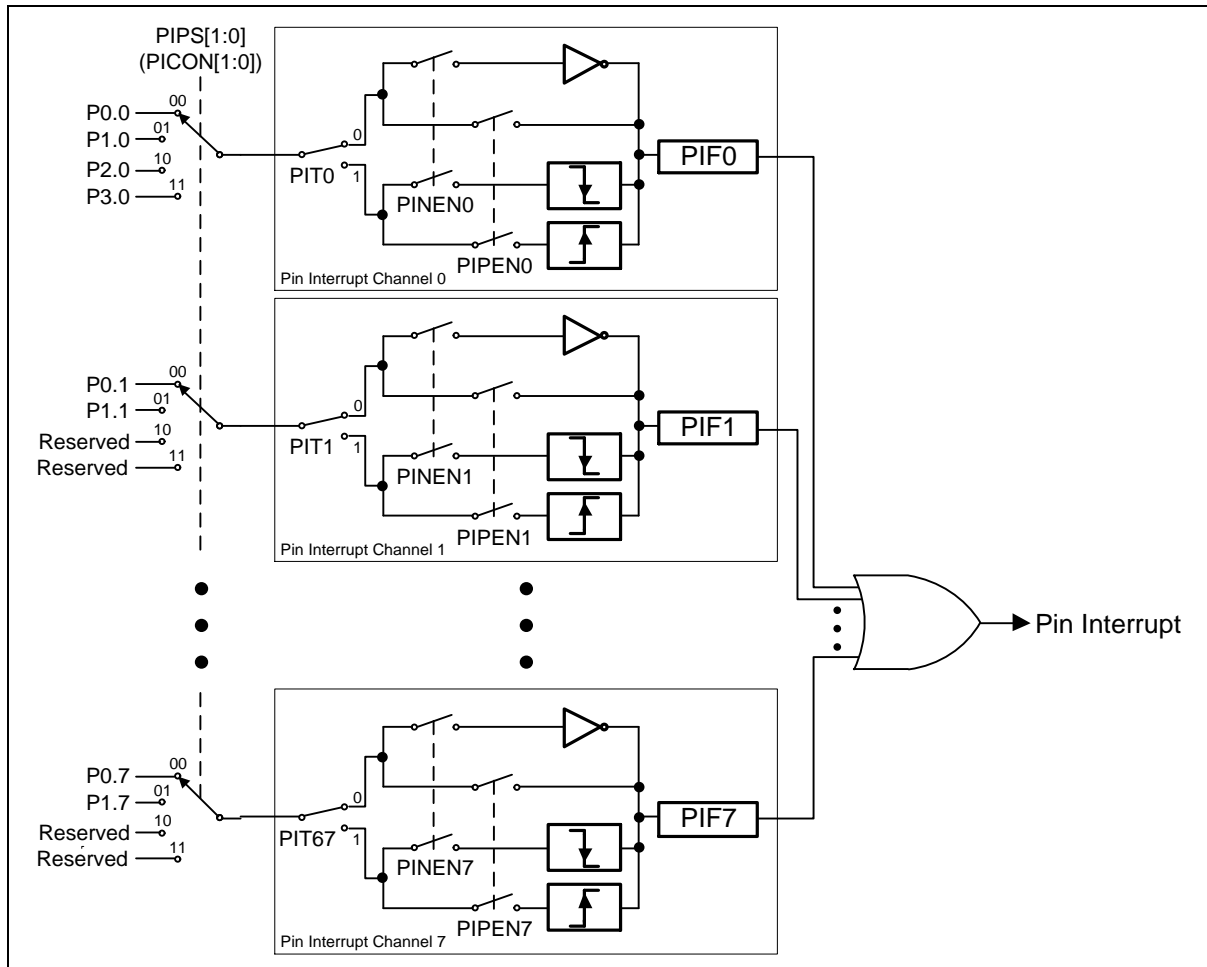 PIPS[1:0]
(PICON[1:0])
P0.0
00
P1.0
01
P2.0
10
P3.0
11
PIT0
0
1
PINEN0
PIPEN0
PIF0
Pin Interrupt Channel 0
P0.1
00
P1.1
01
Reserved
10
Reserved
11
PIT1
0
1
PINEN1
PIPEN1
PIF1
Pin Interrupt Channel 1
Pin Interrupt
P0.7
00
P1.7
01
Reserved
10
Reserved
11
PIT67
0
1
PINEN7
PIPEN7
PIF7
Pin Interrupt Channel 7